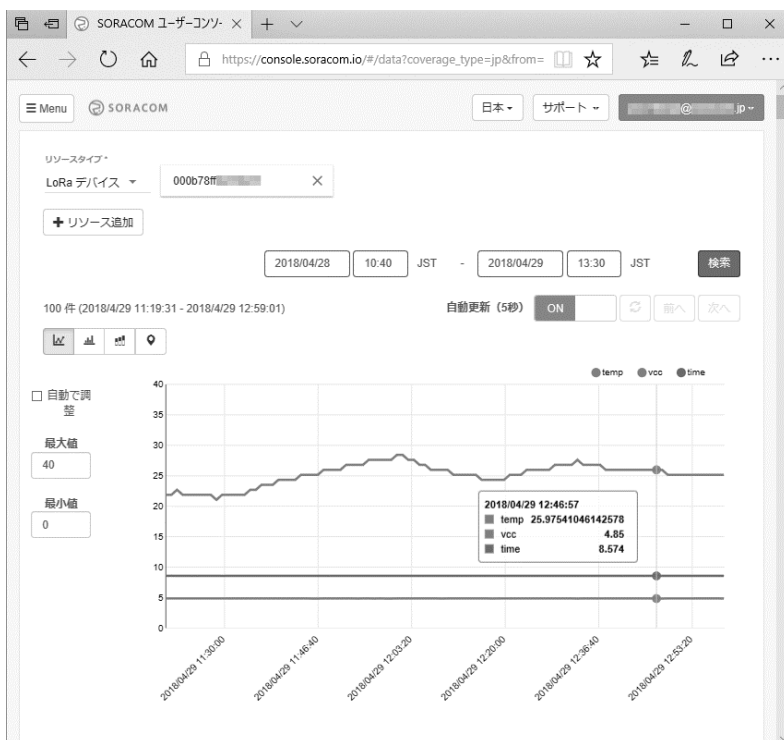 SORACOM ユーザーコンソー
https://console.soracom.io/#/data?coverage_type=jp&from=
Menu SORACOM 日本 サポート @ .jp
リソースタイプ *
LoRa デバイス 000b78ff
リソース追加
2018/04/28 10:40 JST - 2018/04/29 13:30 JST 検索
100 件 (2018/4/29 11:19:31 - 2018/4/29 12:59:01) 自動更新（5秒） ON 前へ 次へ
temp vcc time
自動で調
整
最大値
40
最小値
0
40
35
30
25
20
15
10
5
0
2018/04/29 12:46:57
temp 25.97541046142578
vcc 4.85
time 8.574
2018/04/29 11:30:00 2018/04/29 11:46:40 2018/04/29 12:03:20 2018/04/29 12:20:00 2018/04/29 12:36:40 2018/04/29 12:53:20